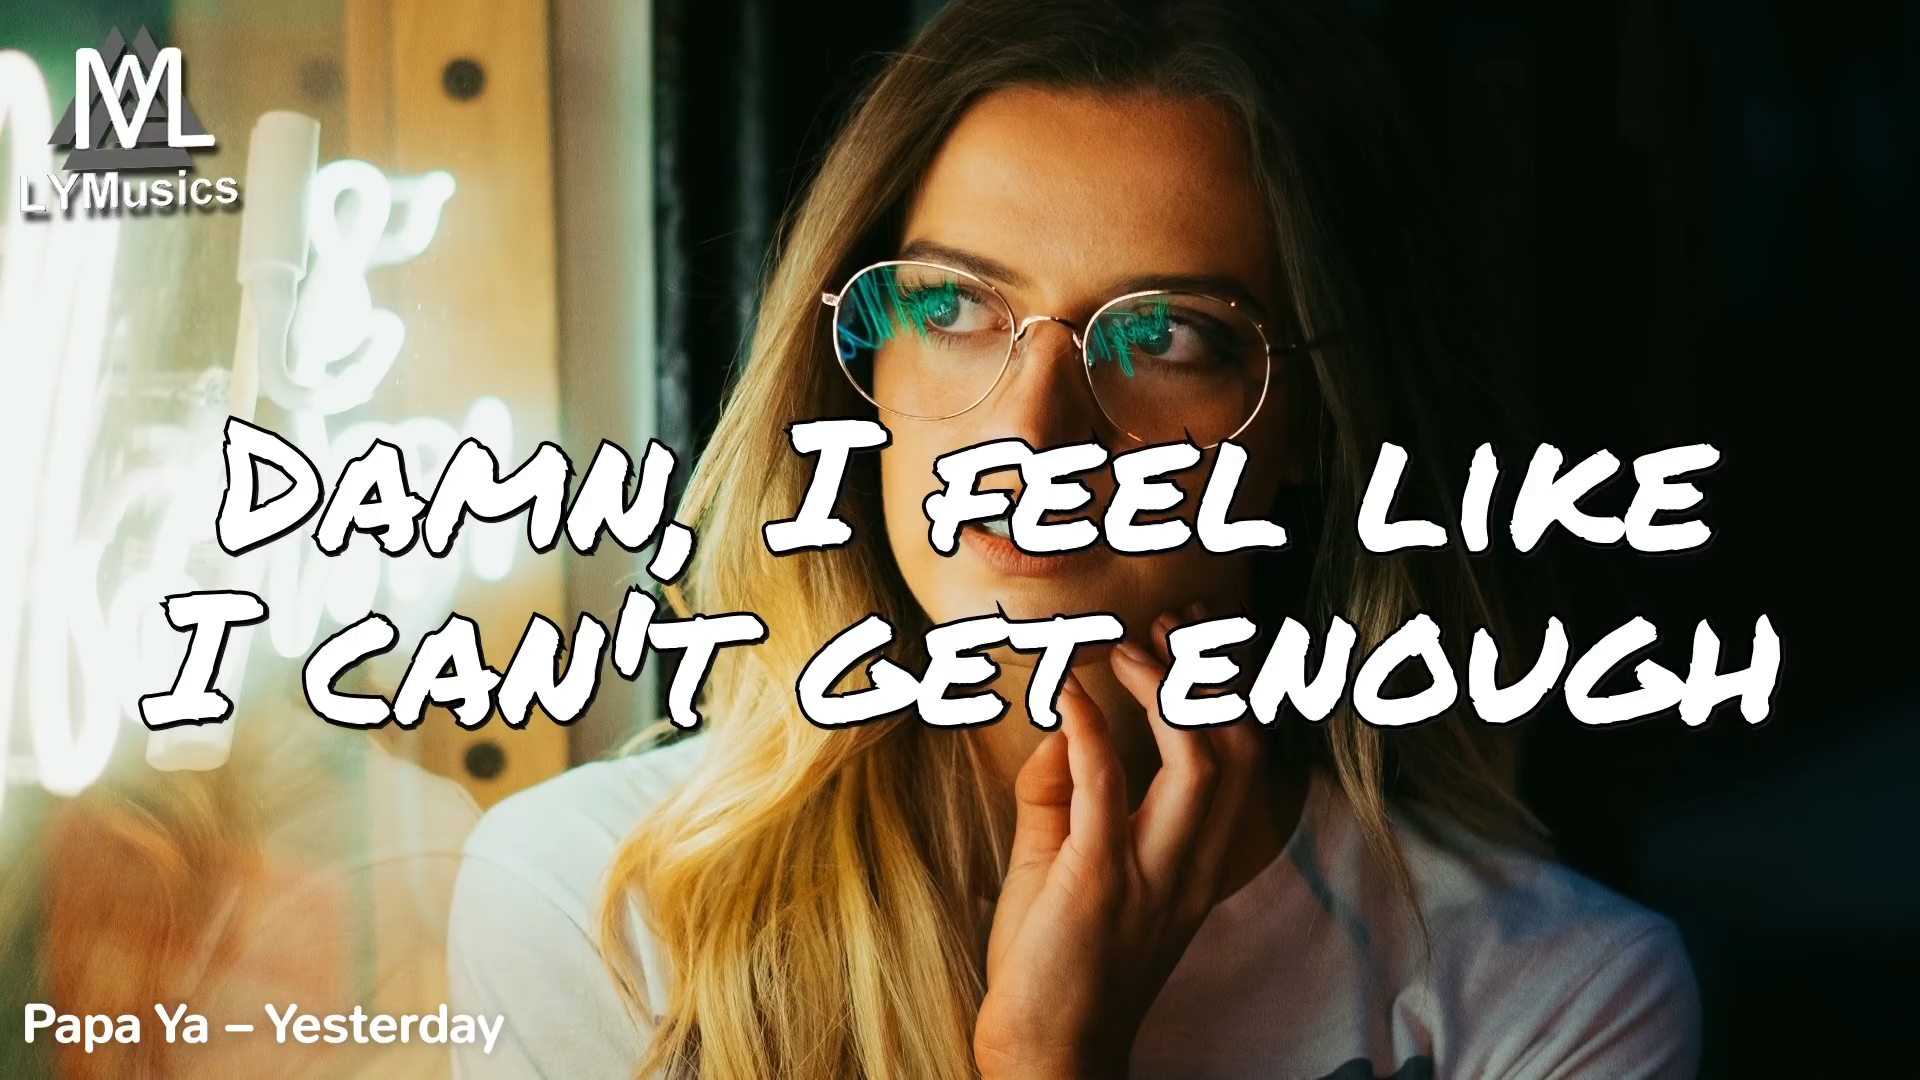 LYMusics
Damn, I feel like
I can't get enough
Papa Ya – Yesterday